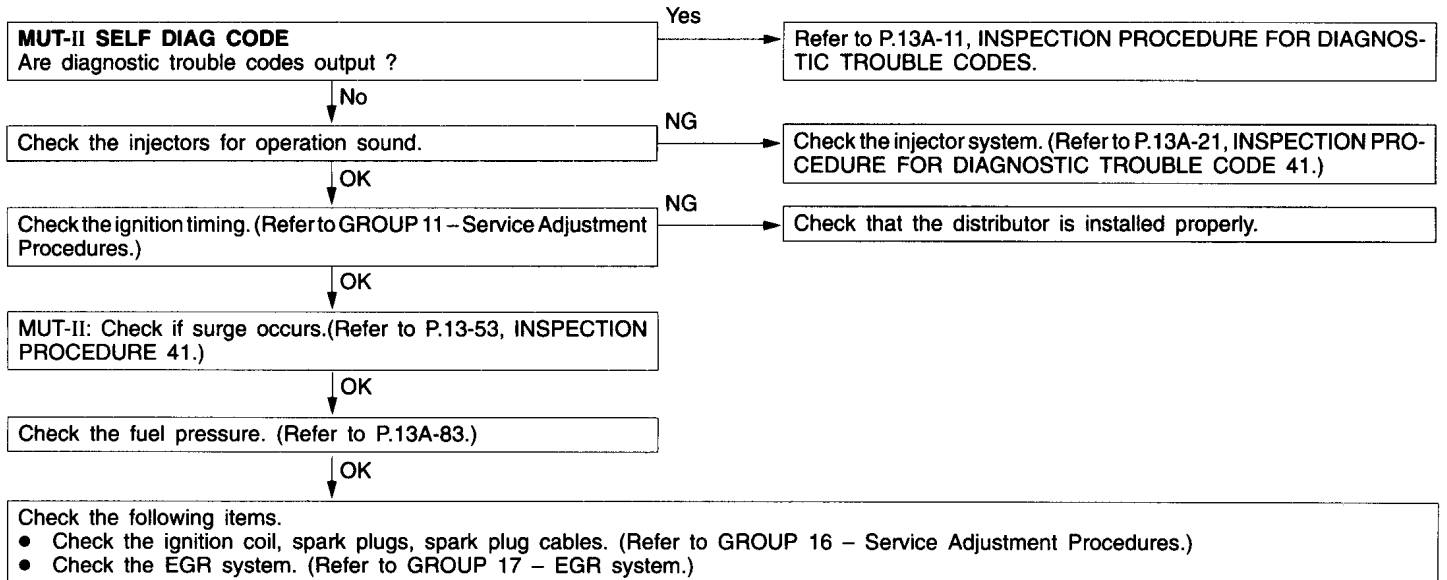 Yes
MUT-II SELF DIAG CODE
Are diagnostic trouble codes output ?
Refer to P.13A-11, INSPECTION PROCEDURE FOR DIAGNOS-
TIC TROUBLE CODES.
No
NG
Check the injectors for operation sound.
Check the injector system. (Refer to P.13A-21, INSPECTION PRO-
CEDURE FOR DIAGNOSTIC TROUBLE CODE 41.)
OK
NG
Check the ignition timing. (Refer to GROUP 11 – Service Adjustment
Procedures.)
Check that the distributor is installed properly.
OK
MUT-II: Check if surge occurs.(Refer to P.13-53, INSPECTION
PROCEDURE 41.)
OK
Check the fuel pressure. (Refer to P.13A-83.)
OK
Check the following items.
● Check the ignition coil, spark plugs, spark plug cables. (Refer to GROUP 16 – Service Adjustment Procedures.)
● Check the EGR system. (Refer to GROUP 17 – EGR system.)